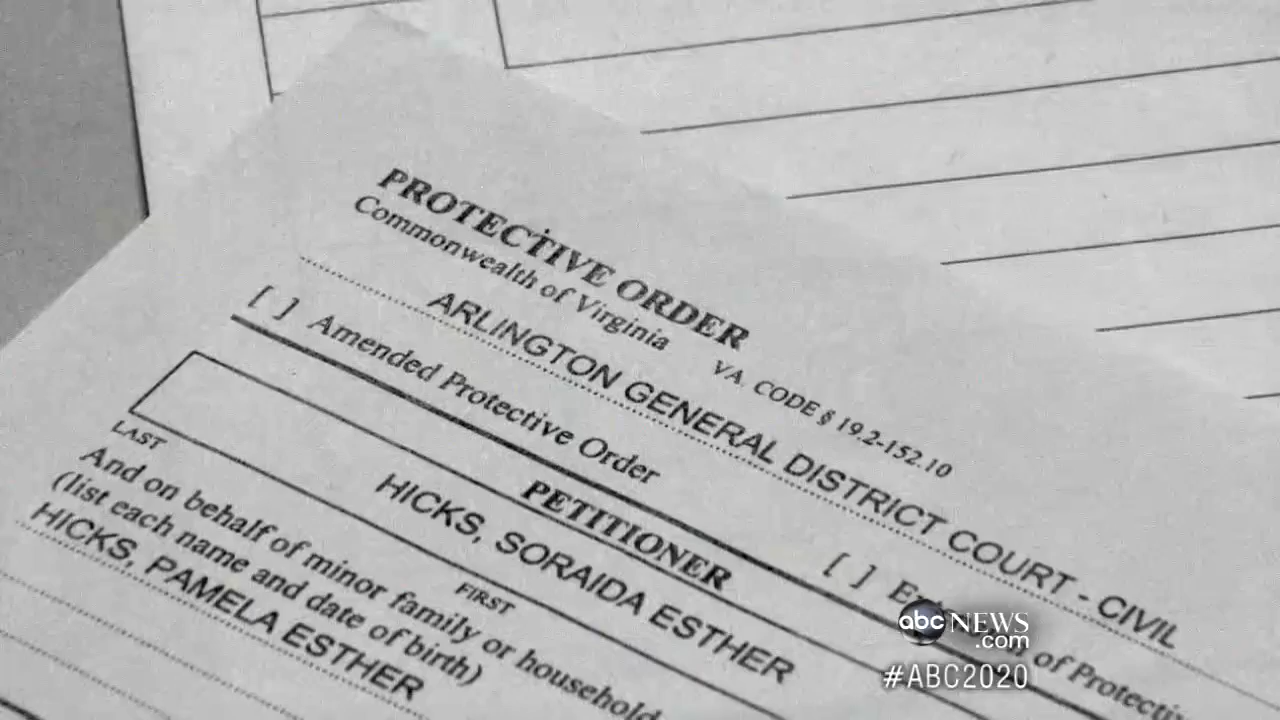 PROTECTIVE ORDER
Commonwealth of Virginia VA. CODE § 19.2-152.10
ARLINGTON GENERAL DISTRICT COURT - CIVIL
[ ] Amended Protective Order [ ] of Protecti
PETITIONER
HICKS, SORAIDA ESTHER
LAST FIRST
And on behalf of minor family or household
(list each name and date of birth)
HICKS, PAMELA ESTHER
abc NEWS
.com
#ABC2020